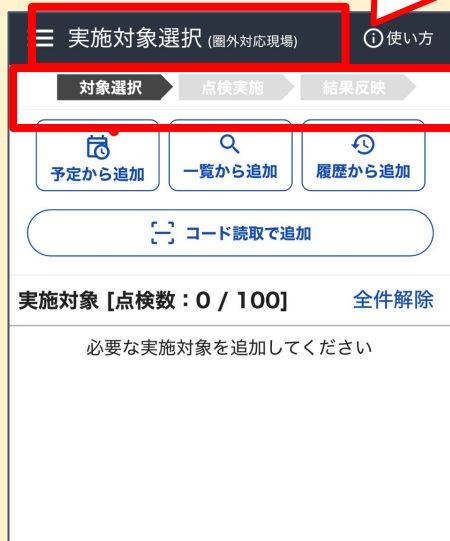 実施対象選択 (圏外対応現場) 使い方
対象選択 点検実施 結果反映
予定から追加 一覧から追加 履歴から追加
コード読取で追加
実施対象 [点検数：0 / 100] 全件解除
必要な実施対象を追加してください